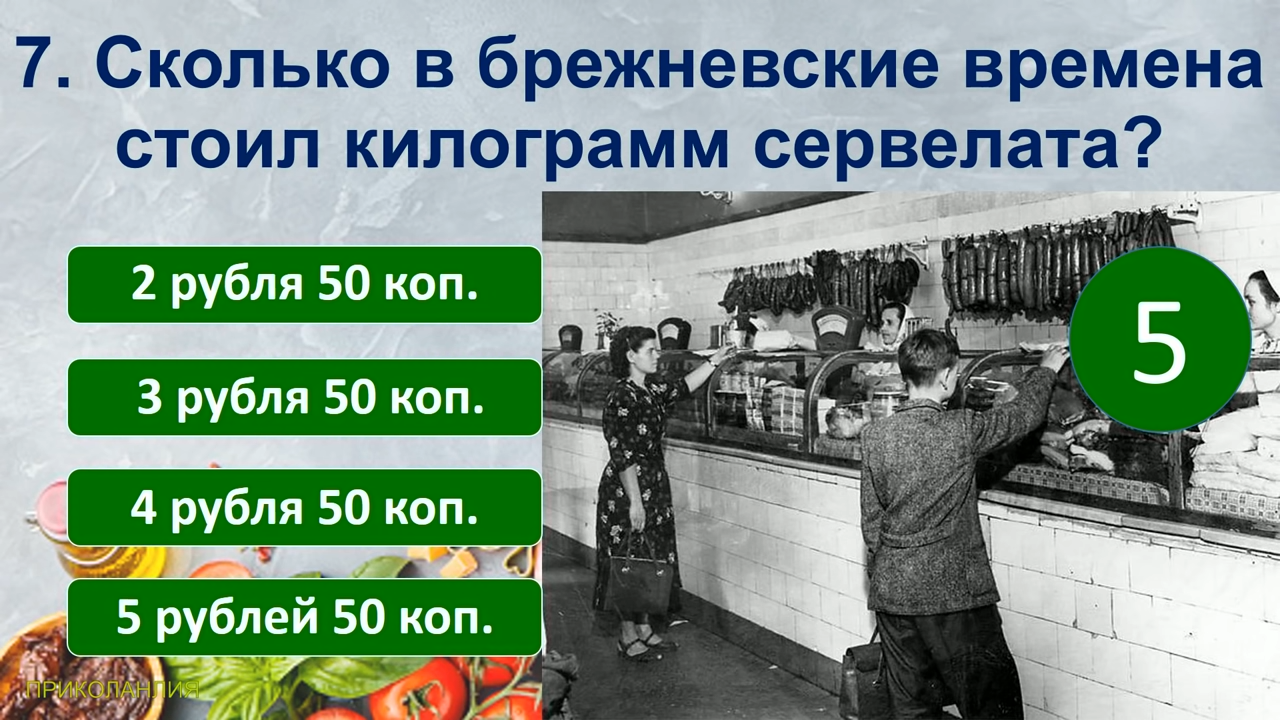 7. Сколько в брежневские времена
стоил килограмм сервелата?
2 рубля 50 коп.
3 рубля 50 коп.
4 рубля 50 коп.
5 рублей 50 коп.
5
ПРИКОЛАНЛИЯ